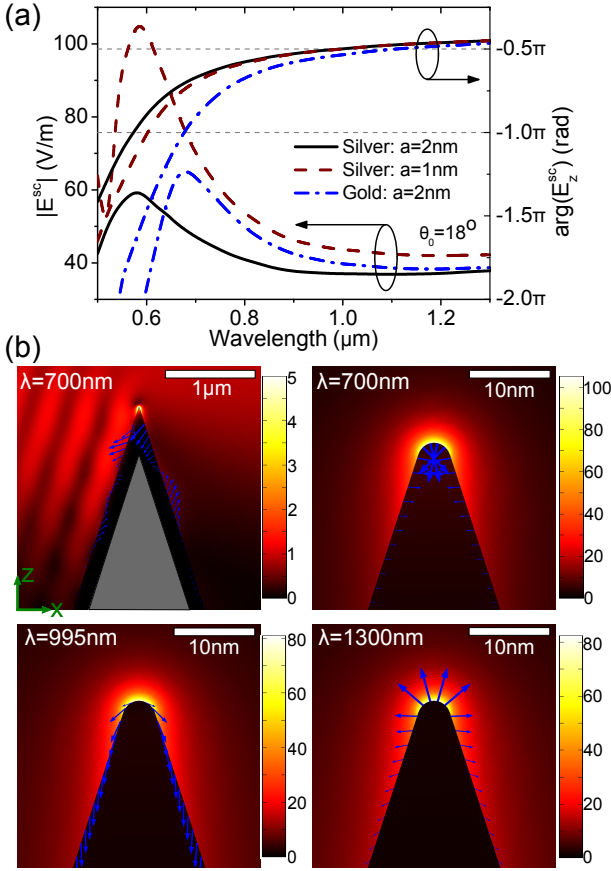 (a)
100
80
60
40
|E^sc| (V/m)
-0.5π
-1.0π
-1.5π
-2.0π
arg(E_z^sc) (rad)
Silver: a=2nm
Silver: a=1nm
Gold: a=2nm
θ₀=18°
0.6 0.8 1.0 1.2
Wavelength (μm)
(b)
λ=700nm
1μm
5
4
3
2
1
0
Z
X
λ=700nm
10nm
100
80
60
40
20
0
λ=995nm
10nm
80
60
40
20
0
λ=1300nm
10nm
80
60
40
20
0